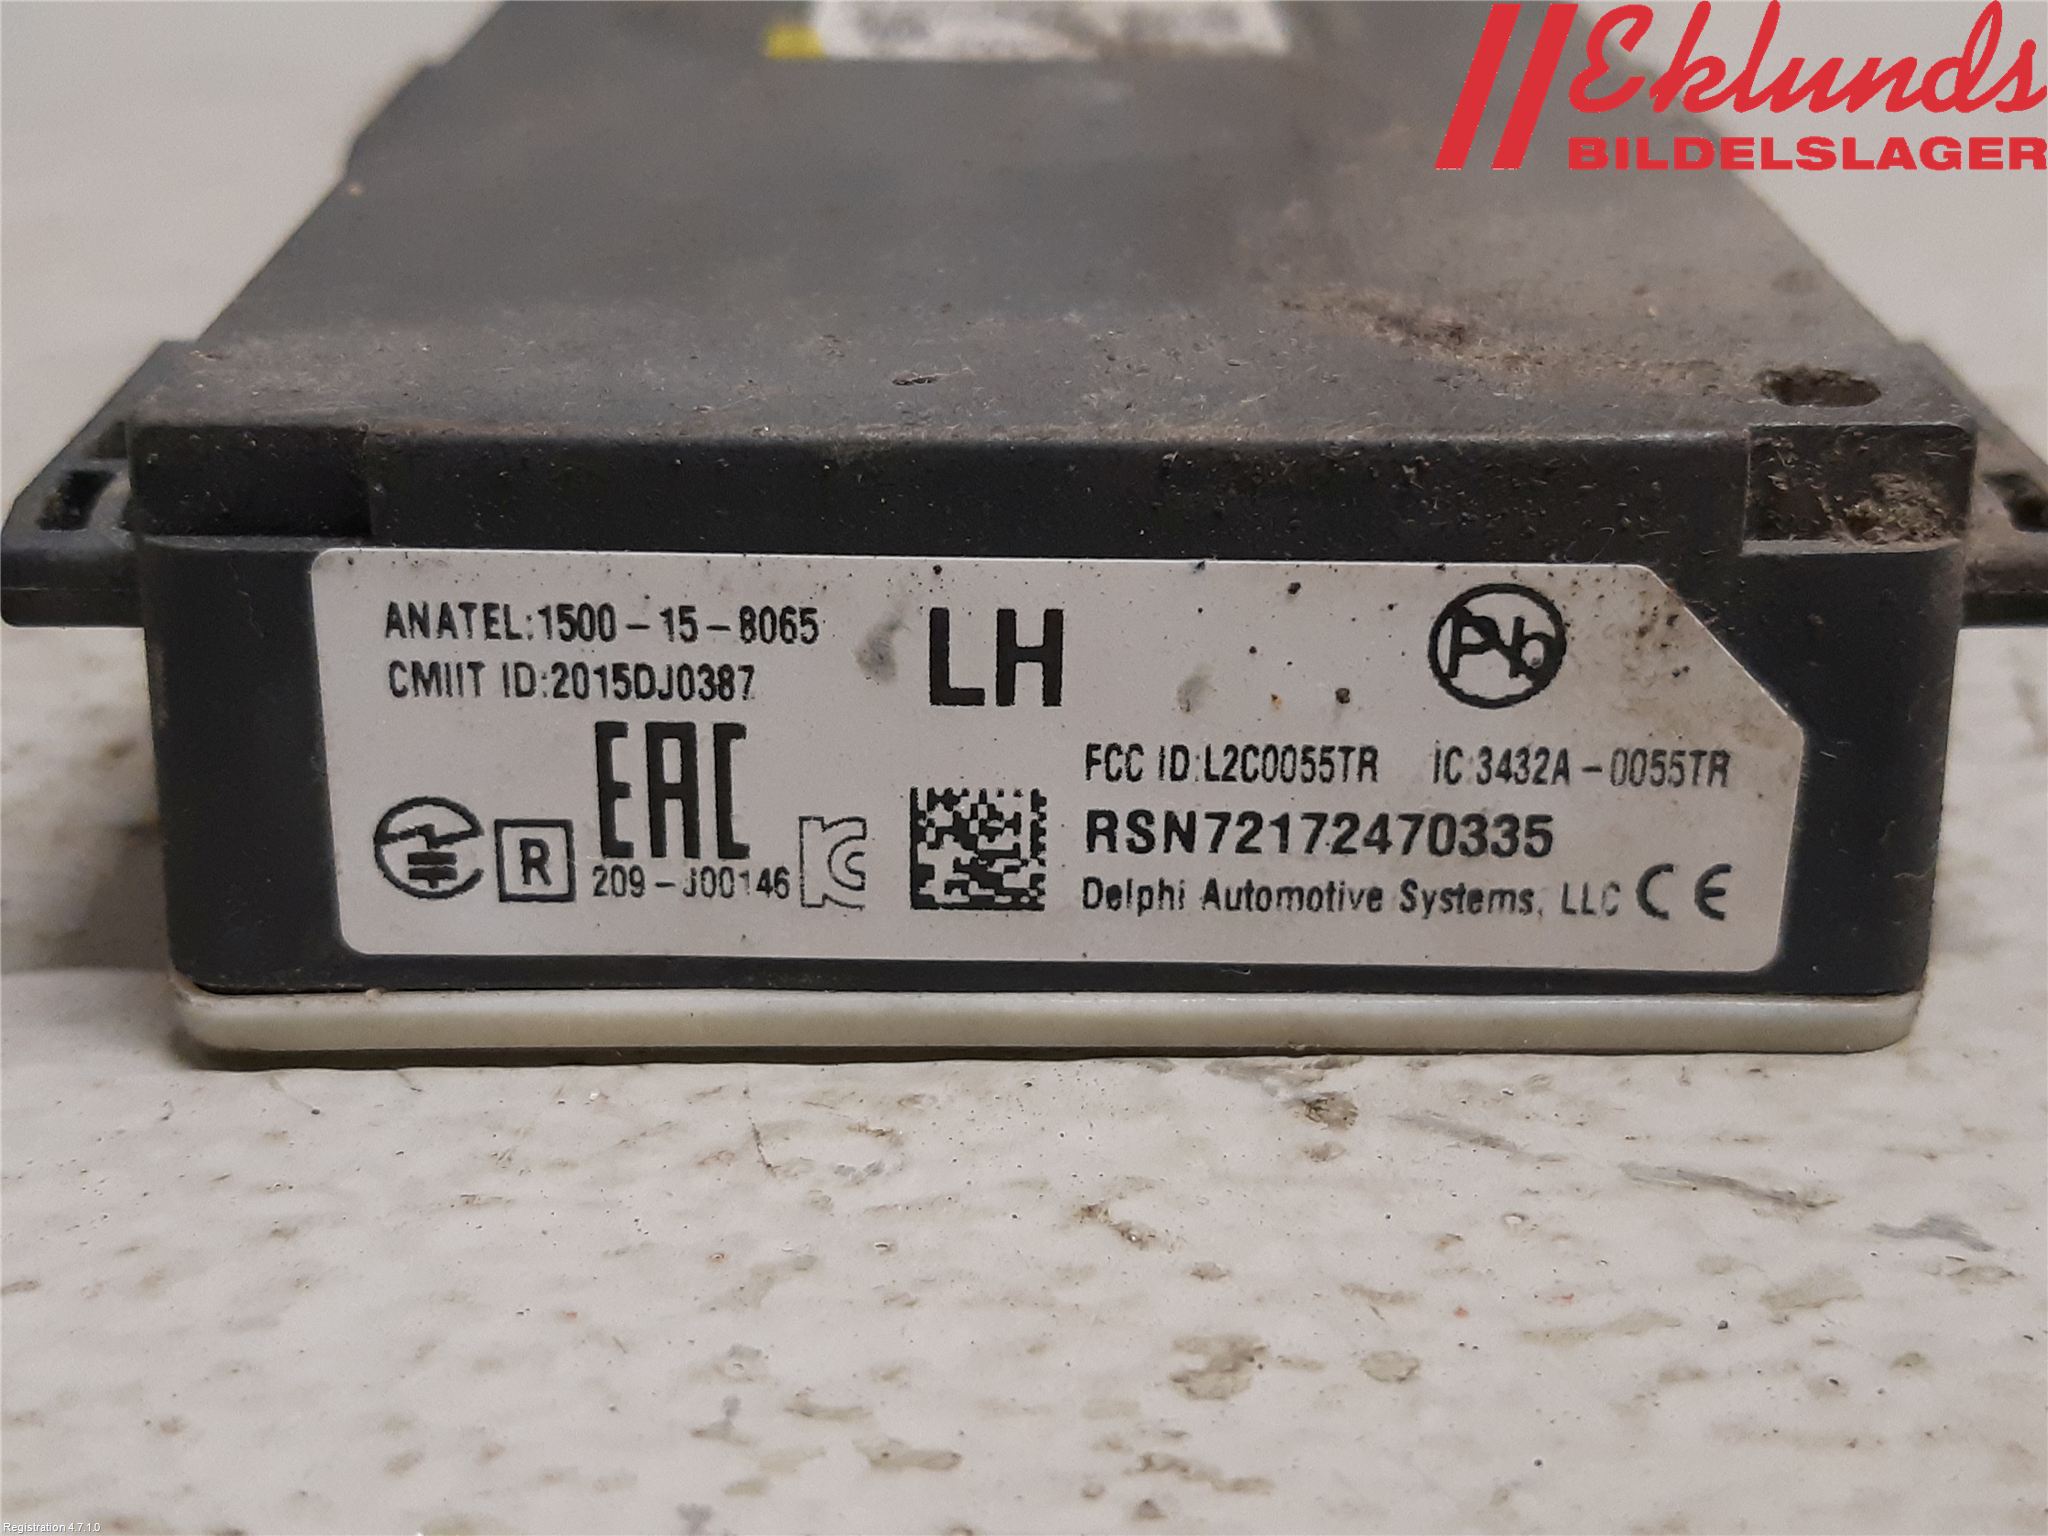 Eklunds
BILDELSLAGER
ANATEL:1500-15-8065
CMIIT ID:2015DJ0387
LH
Pb
EAC
FCC ID:L2C0055TR IC:3432A-0055TR
R
209-J00146
RSN72172470335
Delphi Automotive Systems, LLC CE
Registration 4.7.1.0